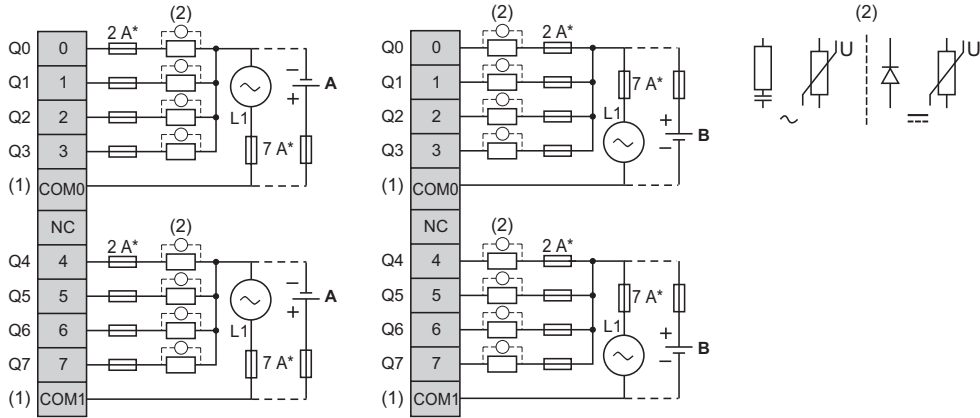 (2) (2) (2)
Q0 0 2 A* Q0 0 2 A* U U
Q1 1 − A Q1 1 7 A*
Q2 2 + Q2 2 L1 +
L1 B
Q3 3 7 A* Q3 3 −
(1) COM0 (1) COM0
NC NC
(2) (2)
Q4 4 2 A* Q4 4 2 A*
Q5 5 − A Q5 5 7 A*
+
Q6 6 L1 Q6 6 L1 +
B
Q7 7 7 A* Q7 7 −
(1) COM1 (1) COM1